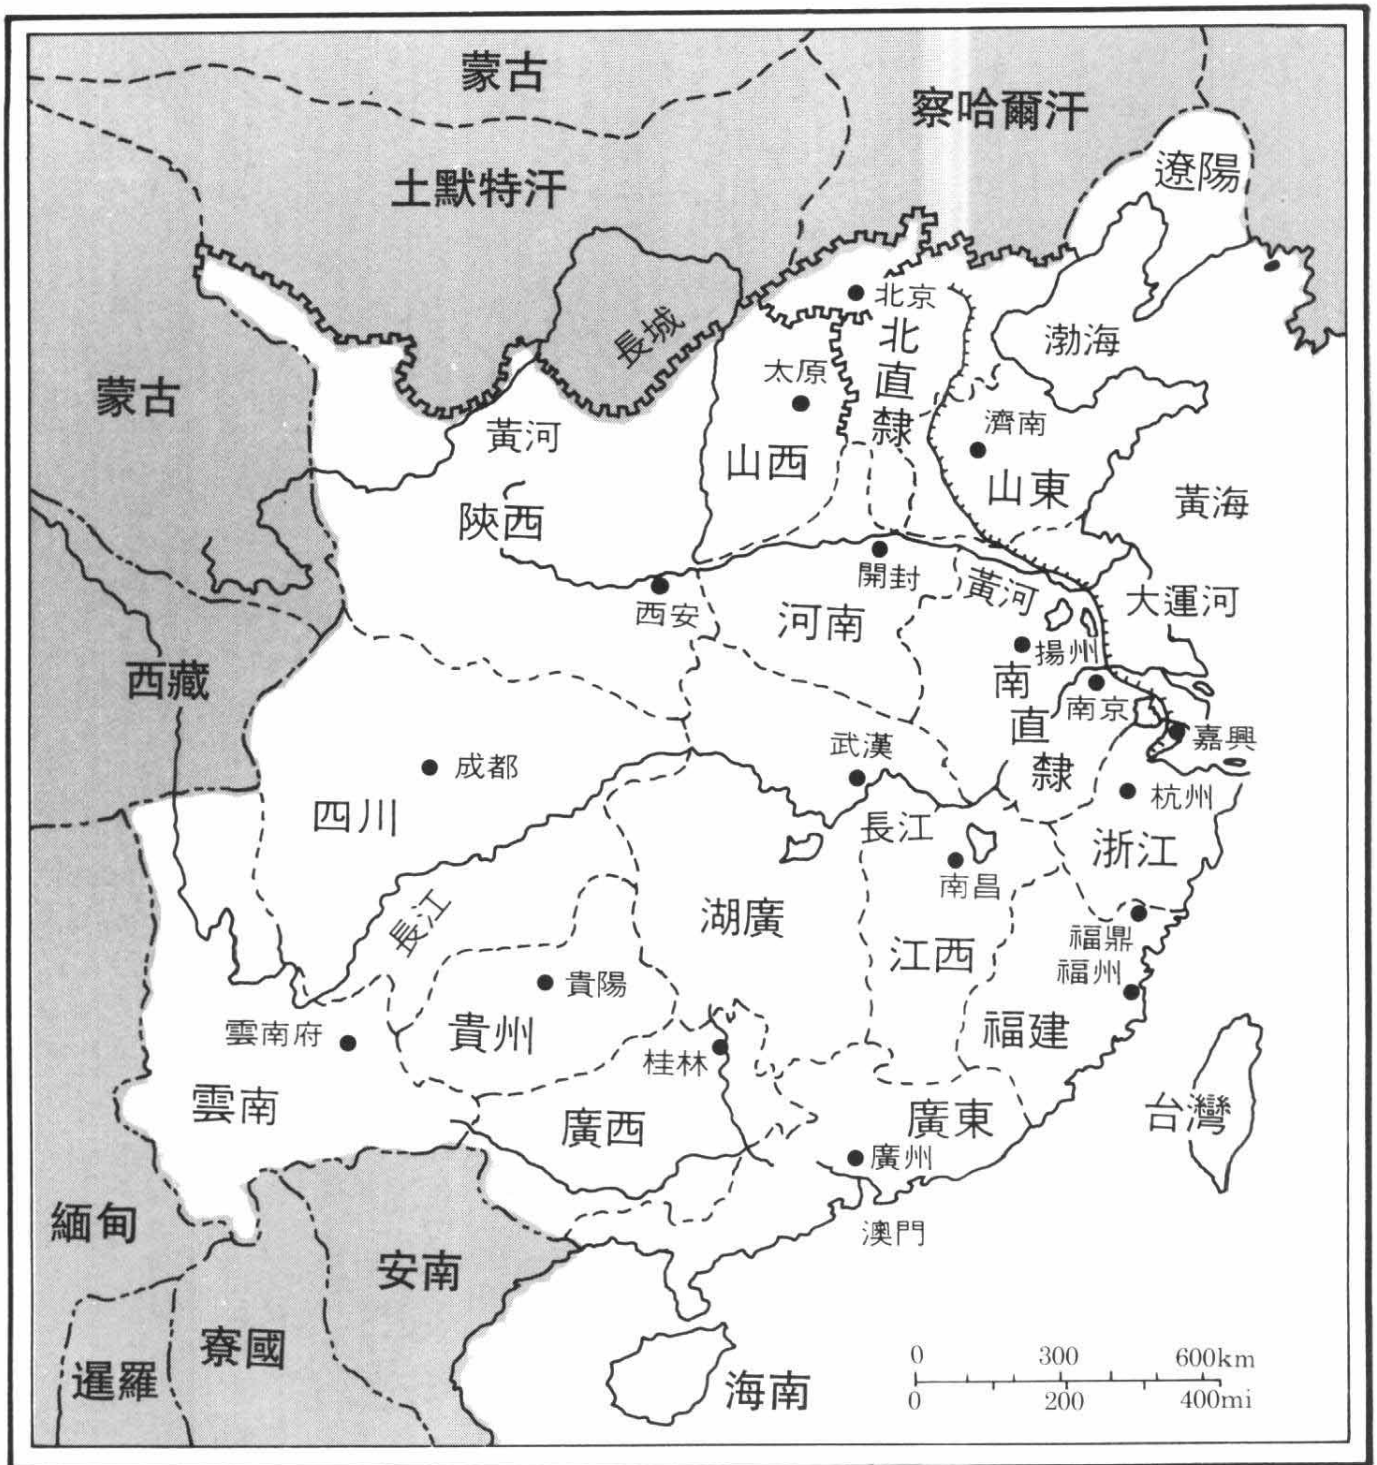 蒙古
察哈爾汗
遼陽
土默特汗
北京
長城
北直隸
渤海
太原
蒙古
濟南
黃河
山西
山東
黃海
陝西
開封
黃河
西安
河南
大運河
揚州
西藏
南直隸
南京
嘉興
武漢
成都
杭州
四川
長江
浙江
南昌
湖廣
長江
福鼎
江西
福州
貴陽
福建
雲南府
貴州
桂林
雲南
廣西
廣東
台灣
廣州
緬甸
澳門
安南
寮國
暹羅
海南
0 300 600km
0 200 400mi